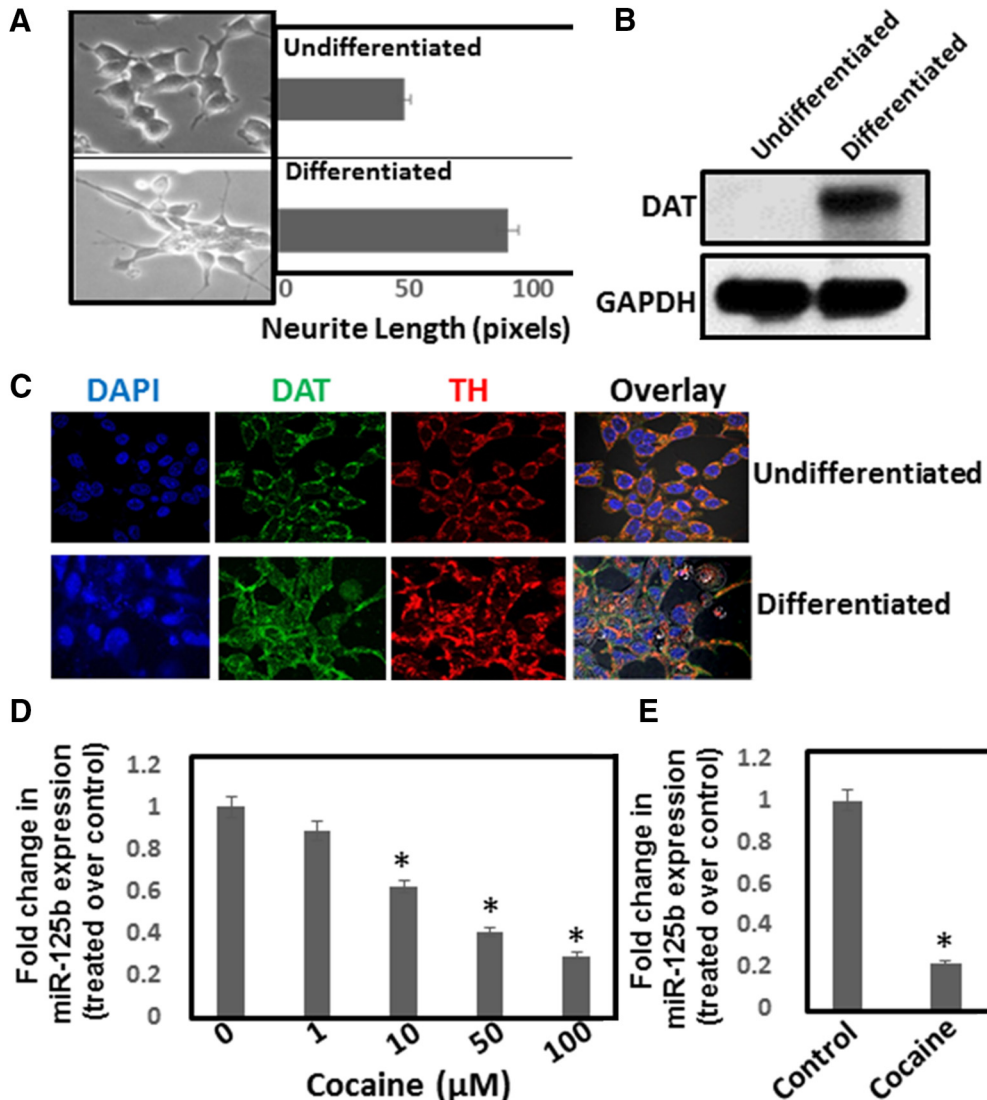 A
Undifferentiated
Differentiated
0 50 100
Neurite Length (pixels)
B
Undifferentiated
Differentiated
DAT
GAPDH
C
DAPI DAT TH Overlay
Undifferentiated
Differentiated
D
Fold change in
miR-125b expression
(treated over control)
1.2
1
0.8
0.6
0.4
0.2
0
*
*
*
0 1 10 50 100
Cocaine (µM)
E
Fold change in
miR-125b expression
(treated over control)
1.2
1
0.8
0.6
0.4
0.2
0
*
Control Cocaine